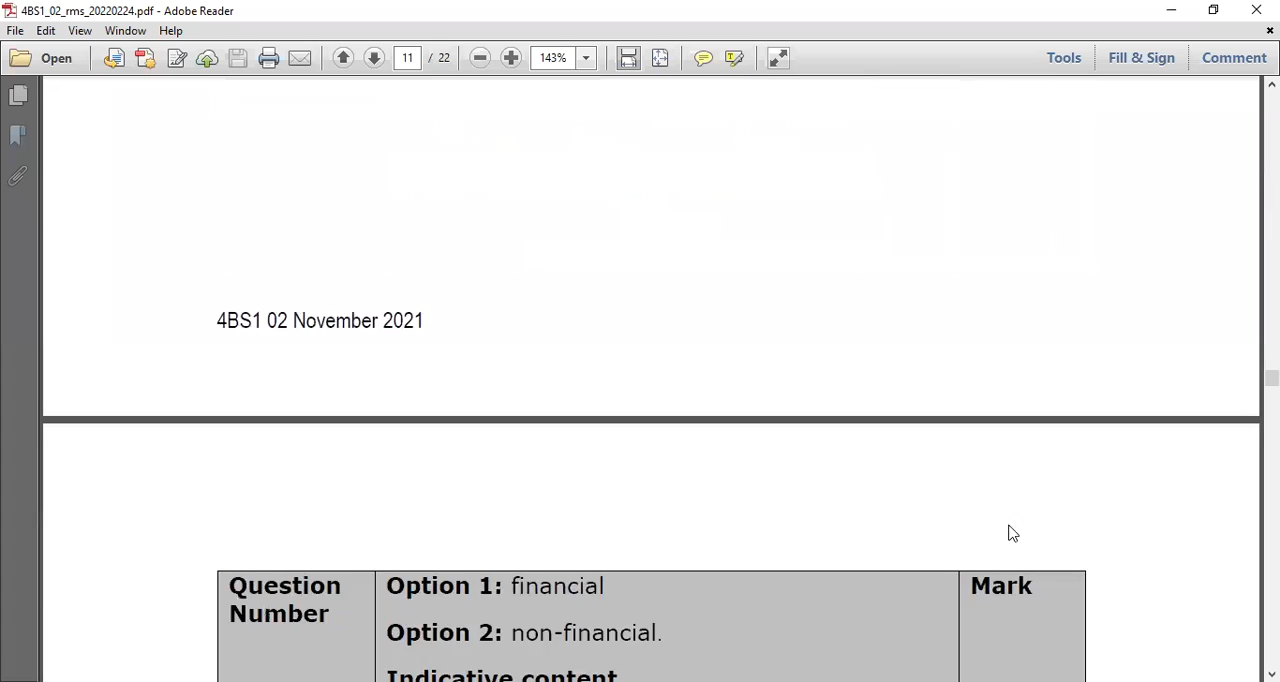 4BS1_02_rms_20220224.pdf - Adobe Reader
File Edit View Window Help
Open 11 / 22 143% Tools Fill & Sign Comment
4BS1 02 November 2021
Question Number
Option 1: financial
Option 2: non-financial.
Indicative content
Mark